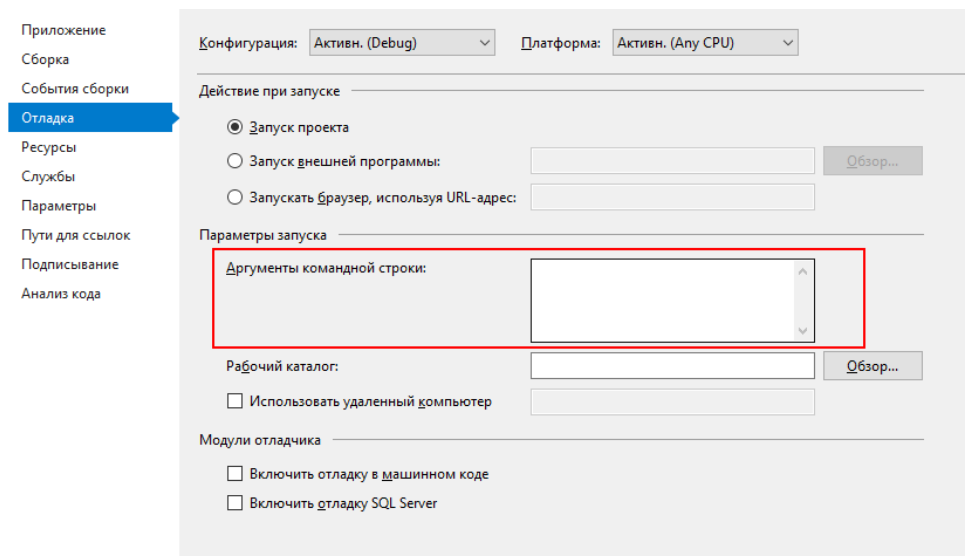 Приложение
Сборка
События сборки
Отладка
Ресурсы
Службы
Параметры
Пути для ссылок
Подписывание
Анализ кода
Конфигурация: Активн. (Debug) Платформа: Активн. (Any CPU)
Действие при запуске
Запуск проекта
Запуск внешней программы: Обзор...
Запускать браузер, используя URL-адрес:
Параметры запуска
Аргументы командной строки:
Рабочий каталог: Обзор...
Использовать удаленный компьютер
Модули отладчика
Включить отладку в машинном коде
Включить отладку SQL Server